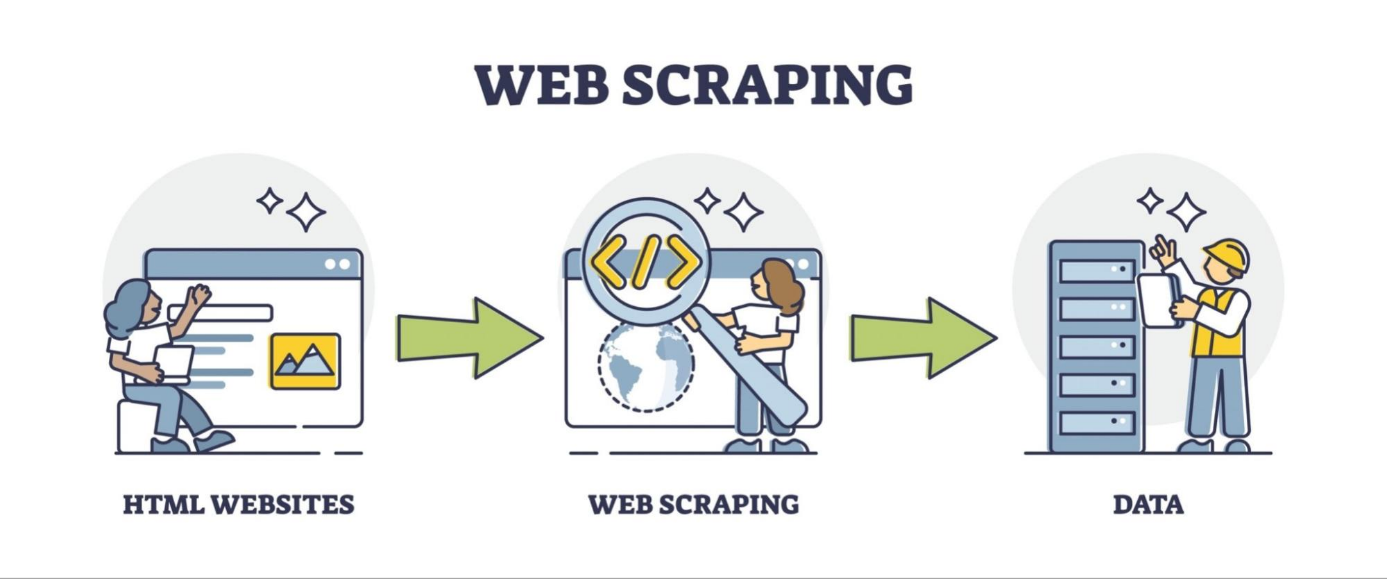 WEB SCRAPING
</>
HTML WEBSITES
WEB SCRAPING
DATA